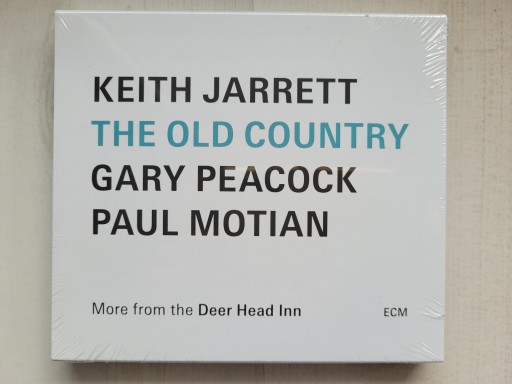 KEITH JARRETT
THE OLD COUNTRY
GARY PEACOCK
PAUL MOTIAN
More from the Deer Head Inn
ECM